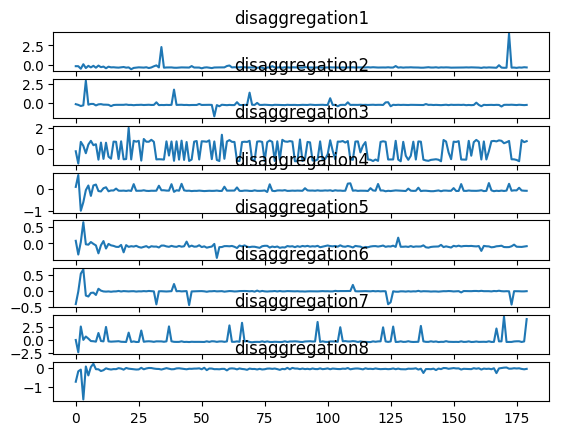 disaggregation1
2.5
0.0
disaggregation2
2.5
0.0
disaggregation3
2
0
disaggregation4
0
−1
disaggregation5
0.5
0.0
disaggregation6
0.5
0.0
−0.5
disaggregation7
2.5
0.0
−2.5
disaggregation8
0
−1
0 25 50 75 100 125 150 175